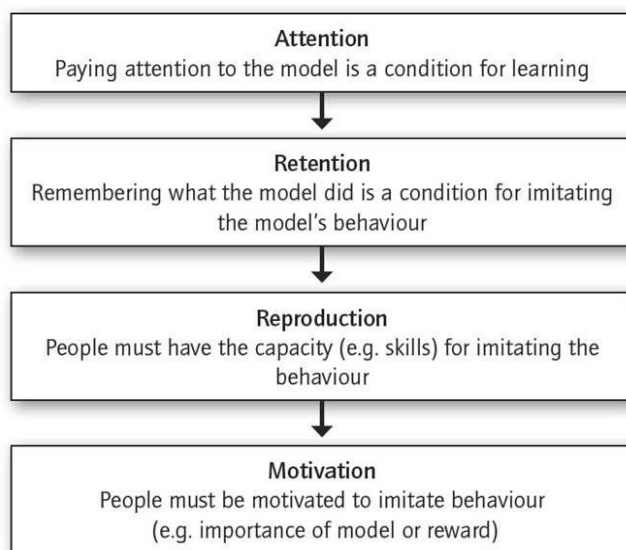 Attention
Paying attention to the model is a condition for learning
Retention
Remembering what the model did is a condition for imitating
the model's behaviour
Reproduction
People must have the capacity (e.g. skills) for imitating the
behaviour
Motivation
People must be motivated to imitate behaviour
(e.g. importance of model or reward)